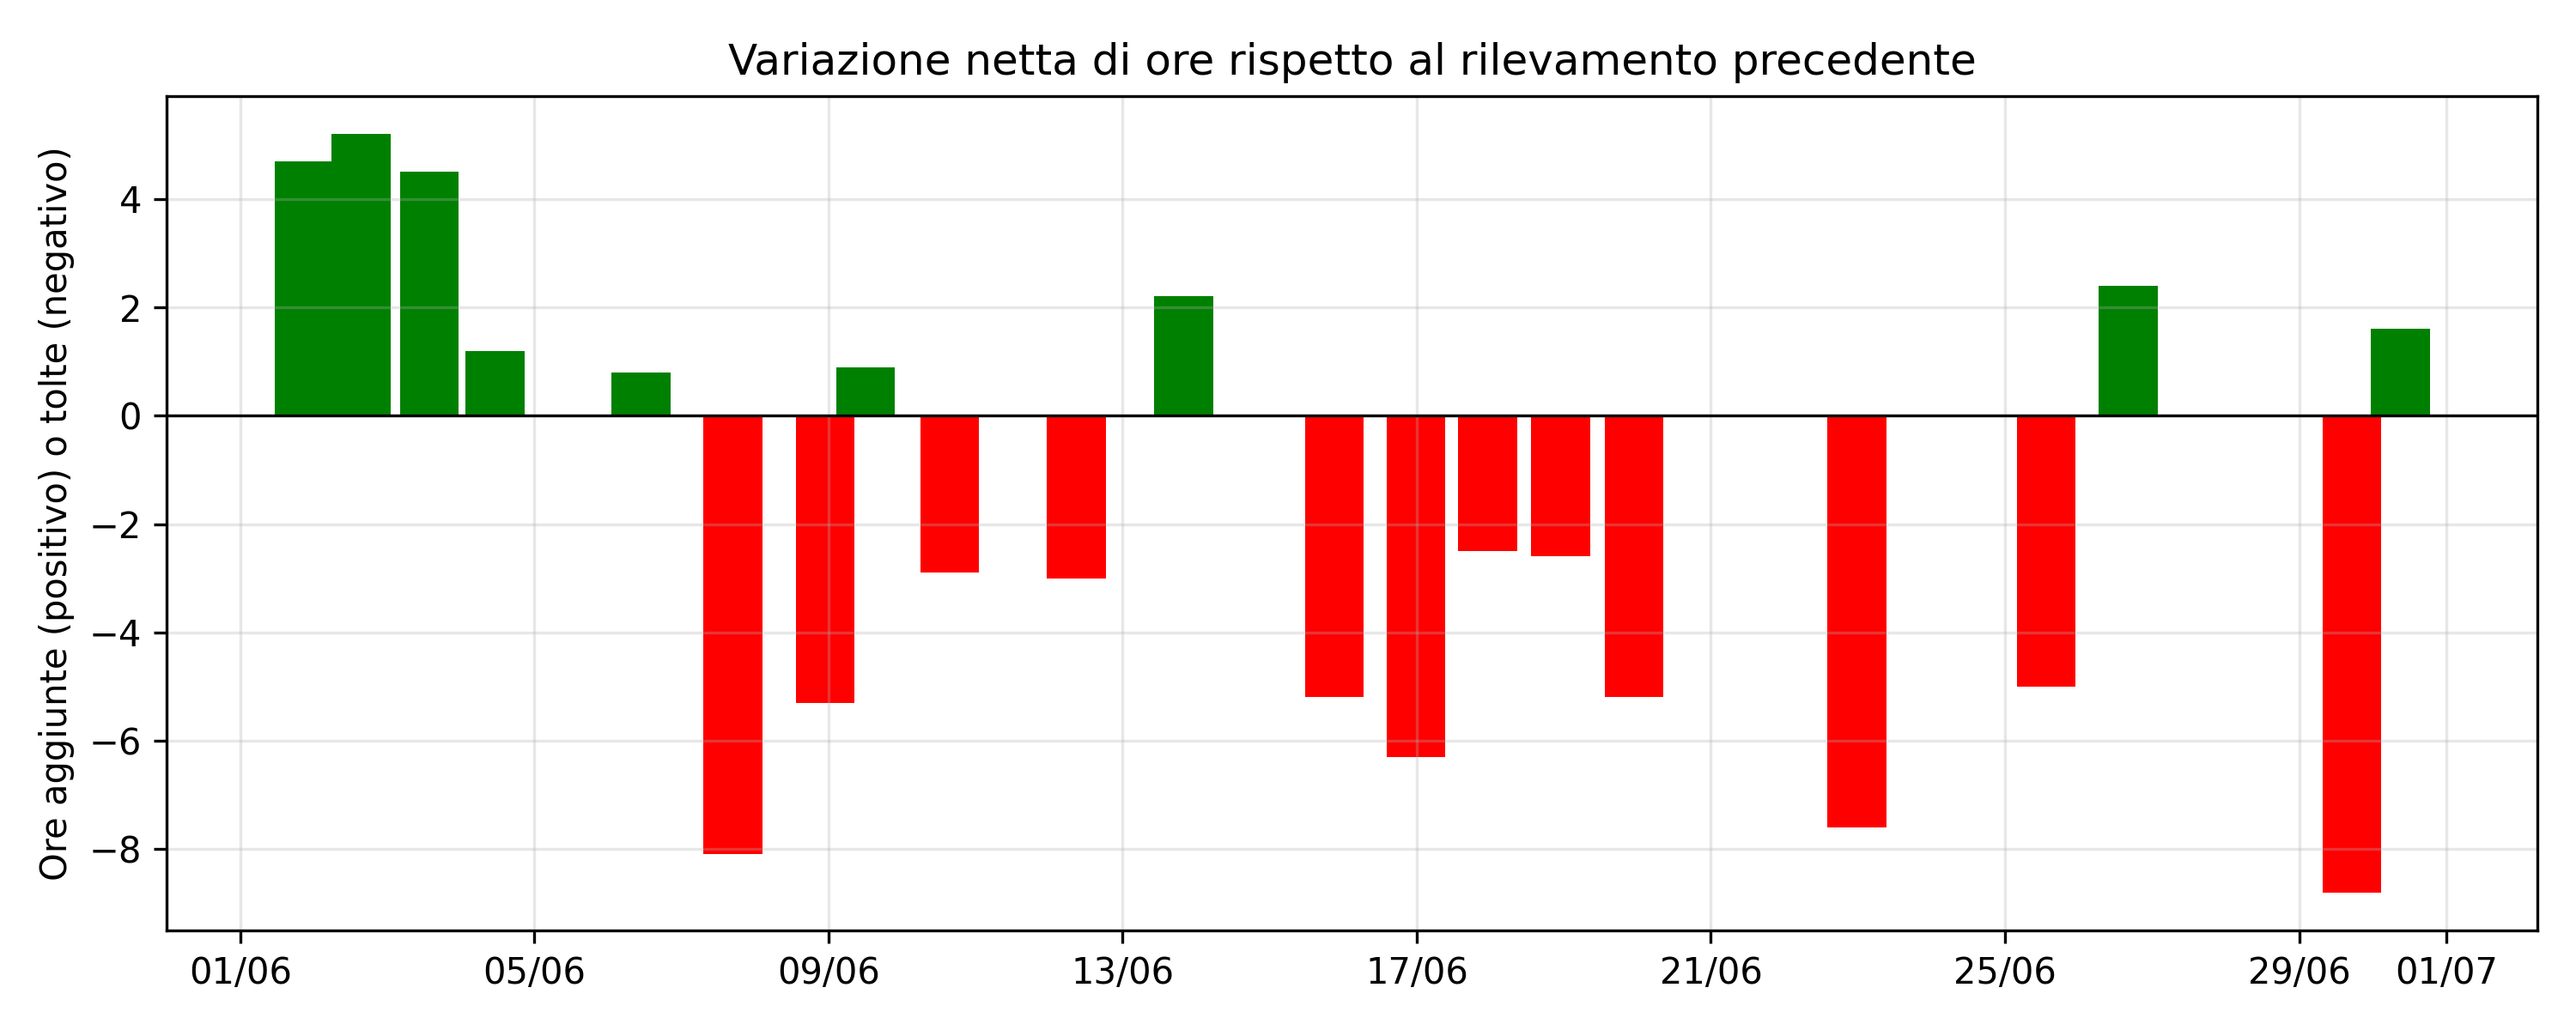 Variazione netta di ore rispetto al rilevamento precedente
Ore aggiunte (positivo) o tolte (negativo)
4
2
0
−2
−4
−6
−8
01/06 05/06 09/06 13/06 17/06 21/06 25/06 29/06 01/07